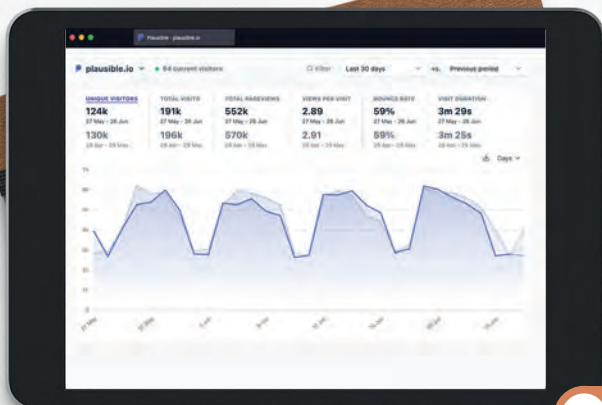 Plausible · plausible.io
plausible.io 64 current visitors Filter Last 30 days vs. Previous period
UNIQUE VISITORS TOTAL VISITS TOTAL PAGEVIEWS VIEWS PER VISIT BOUNCE RATE VISIT DURATION
124k 191k 552k 2.89 59% 3m 29s
27 May - 26 Jun 27 May - 26 Jun 27 May - 26 Jun 27 May - 26 Jun 27 May - 26 Jun 27 May - 26 Jun
130k 196k 570k 2.91 59% 3m 25s
Days
0
27 May